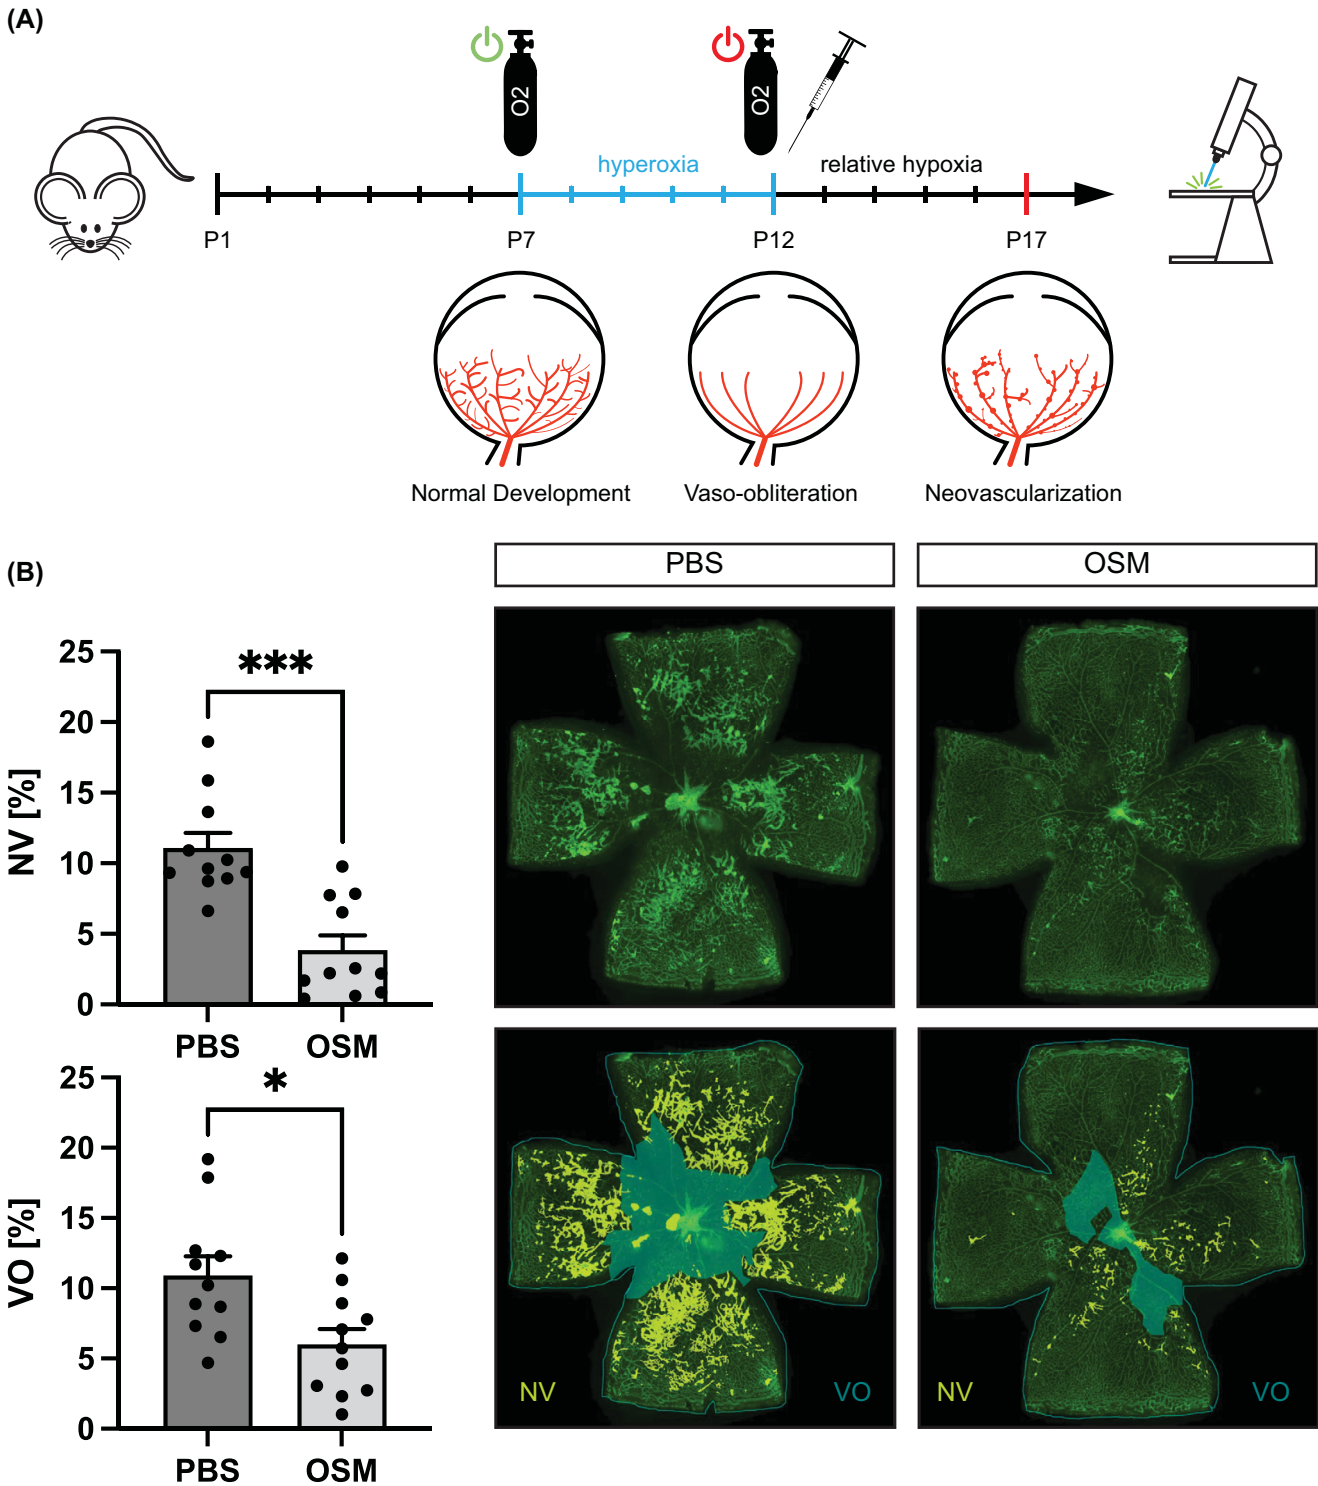 (A)
O2
O2
hyperoxia
relative hypoxia
P1
P7
P12
P17
Normal Development
Vaso-obliteration
Neovascularization
(B)
PBS
OSM
NV [%]
25
20
15
10
5
0
***
PBS
OSM
VO [%]
25
20
15
10
5
0
*
PBS
OSM
NV
VO
NV
VO